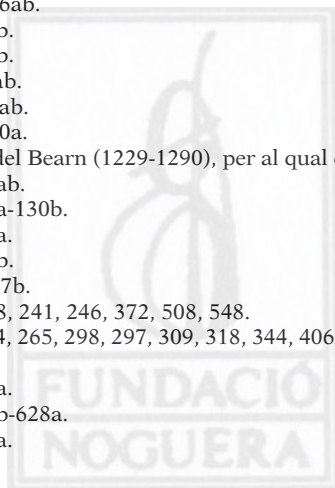 6ab.
b.
b.
ab.
ab.
0a.
del Bearn (1229-1290), per al qual
ab.
a-130b.
a.
b.
7b.
8, 241, 246, 372, 508, 548.
4, 265, 298, 297, 309, 318, 344, 406
a.
b-628a.
a.
FUNDACIÓ
NOGUERA